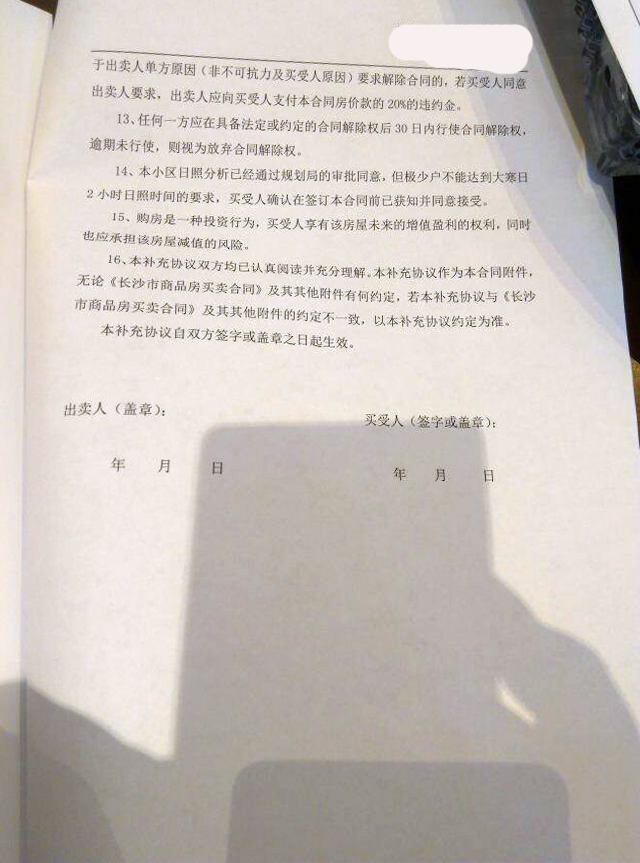 于出卖人单方原因（非不可抗力及买受人原因）要求解除合同的，若买受人同意
出卖人要求，出卖人应向买受人支付本合同房价款的20%的违约金。
13、任何一方应在具备法定或约定的合同解除权后30日内行使合同解除权，
逾期未行使，则视为放弃合同解除权。
14、本小区日照分析已经通过规划局的审批同意，但极少户不能达到大寒日
2小时日照时间的要求，买受人确认在签订本合同前已获知并同意接受。
15、购房是一种投资行为，买受人享有该房屋未来的增值盈利的权利，同时
也应承担该房屋减值的风险。
16、本补充协议双方均已认真阅读并充分理解。本补充协议作为本合同附件，
无论《长沙市商品房买卖合同》及其其他附件有何约定，若本补充协议与《长沙
市商品房买卖合同》及其其他附件的约定不一致，以本补充协议约定为准。
本补充协议自双方签字或盖章之日起生效。
出卖人（盖章）：
买受人（签字或盖章）：
年 月 日
年 月 日